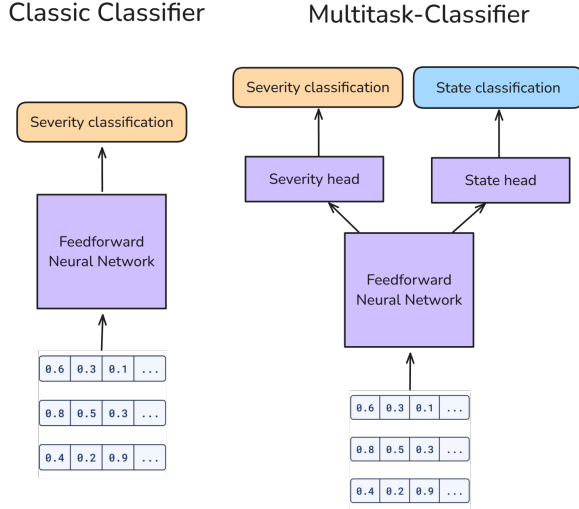 Classic Classifier
Severity classification
Feedforward
Neural Network
0.6 0.3 0.1 ...
0.8 0.5 0.3 ...
0.4 0.2 0.9 ...
Multitask-Classifier
Severity classification
State classification
Severity head
State head
Feedforward
Neural Network
0.6 0.3 0.1 ...
0.8 0.5 0.3 ...
0.4 0.2 0.9 ...